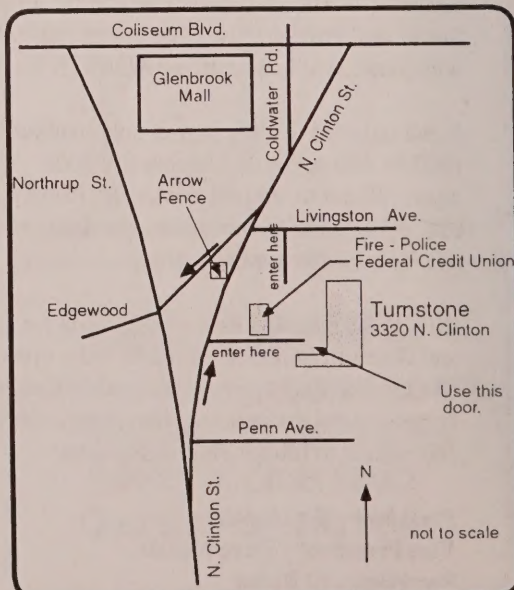 Coliseum Blvd.
Glenbrook
Mall
Coldwater Rd.
N. Clinton St.
Northrup St.
Arrow
Fence
Livingston Ave.
enter here
Fire - Police
Federal Credit Union
Edgewood
Turnstone
3320 N. Clinton
enter here
Use this
door.
Penn Ave.
N
N. Clinton St.
not to scale